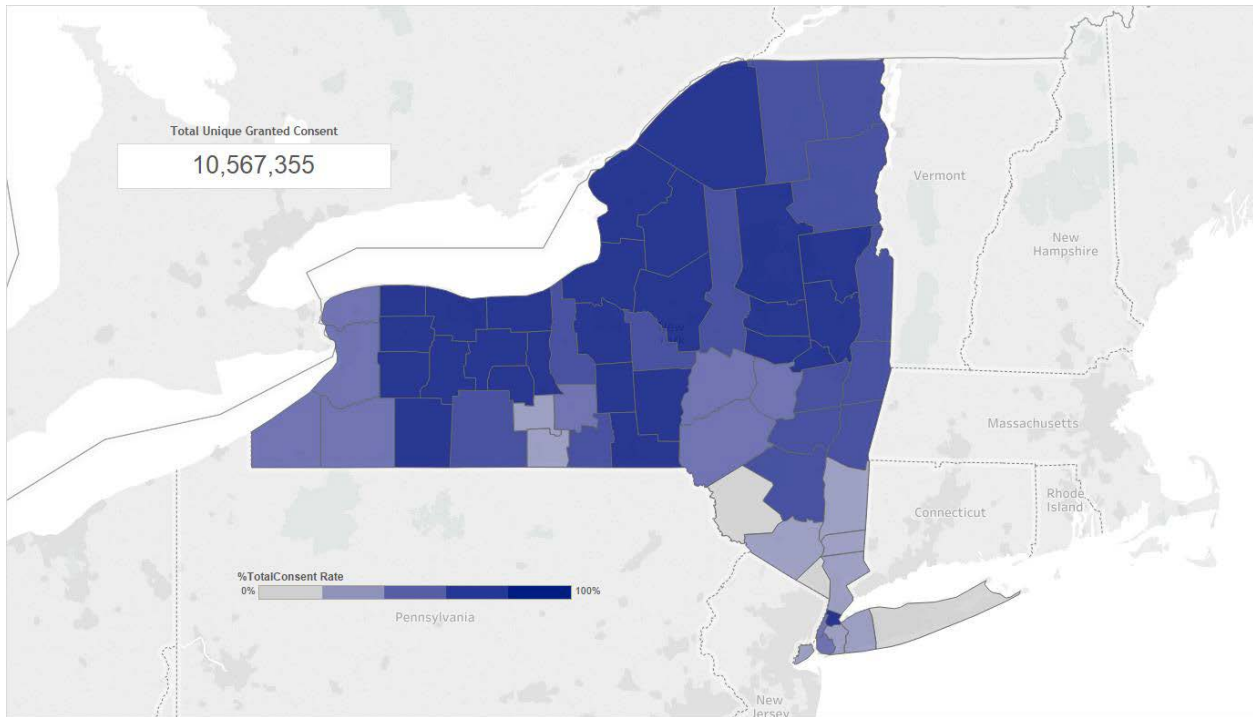 Total Unique Granted Consent
10,567,355
Vermont
New
Hampshire
Massachusetts
Rhode
Island
Connecticut
%TotalConsent Rate
0%
100%
Pennsylvania
New
Jersey